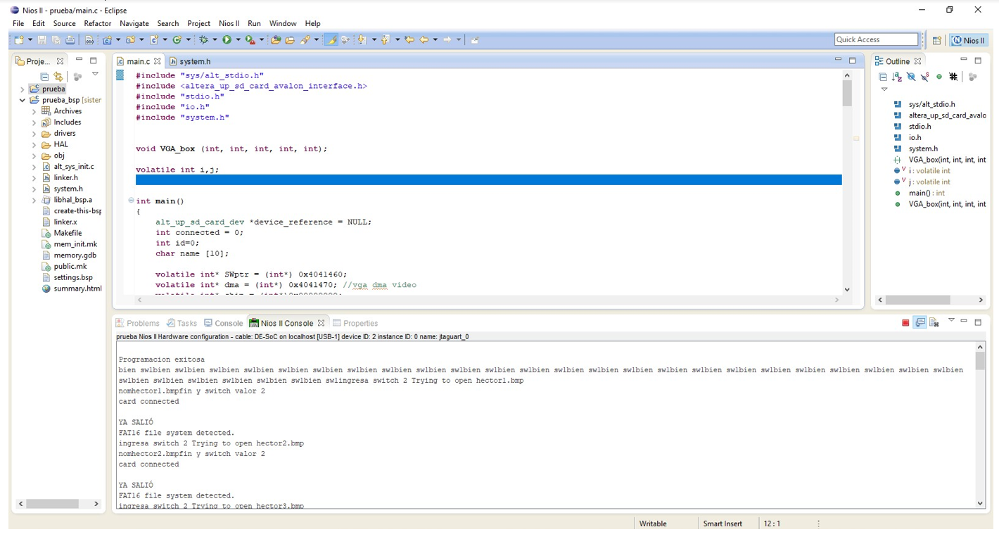 Nios II - prueba/main.c - Eclipse
File Edit Source Refactor Navigate Search Project Nios II Run Window Help
Quick Access
Nios II
Proje...
prueba
prueba_bsp [sister
Archives
Includes
drivers
HAL
obj
alt_sys_init.c
linker.h
system.h
libhal_bsp.a
create-this-bsp
linker.x
Makefile
mem_init.mk
memory.gdb
public.mk
settings.bsp
summary.html
main.c system.h
#include "sys/alt_stdio.h"
#include <altera_up_sd_card_avalon_interface.h>
#include "stdio.h"
#include "io.h"
#include "system.h"
void VGA_box (int, int, int, int, int);
volatile int i,j;
int main()
{
alt_up_sd_card_dev *device_reference = NULL;
int connected = 0;
int id=0;
char name [10];
volatile int* SWptr = (int*) 0x4041460;
volatile int* dma = (int*) 0x4041470; //vga dma video
Outline
sys/alt_stdio.h
altera_up_sd_card_avalo
stdio.h
io.h
system.h
VGA_box(int, int, int, int
i : volatile int
j : volatile int
main() : int
VGA_box(int, int, int, int
Problems Tasks Console Nios II Console Properties
prueba Nios II Hardware configuration - cable: DE-SoC on localhost [USB-1] device ID: 2 instance ID: 0 name: jtaguart_0
Programacion exitosa
bien swlbien swlbien swlbien swlbien swlbien swlbien swlbien swlbien swlbien swlbien swlbien swlbien swlbien swlbien swlbien swlbien swlbien swlbien swlbien swlbien swlbien swlbien swlbien swlbien
swlbien swlbien swlbien swlbien swlbien swlbien swlingresa switch 2 Trying to open hector1.bmp
nomhector1.bmpfin y switch valor 2
card connected
YA SALIÓ
FAT16 file system detected.
ingresa switch 2 Trying to open hector2.bmp
nomhector2.bmpfin y switch valor 2
card connected
YA SALIÓ
FAT16 file system detected.
ingresa switch 2 Trying to open hector3.bmp
Writable Smart Insert 12 : 1